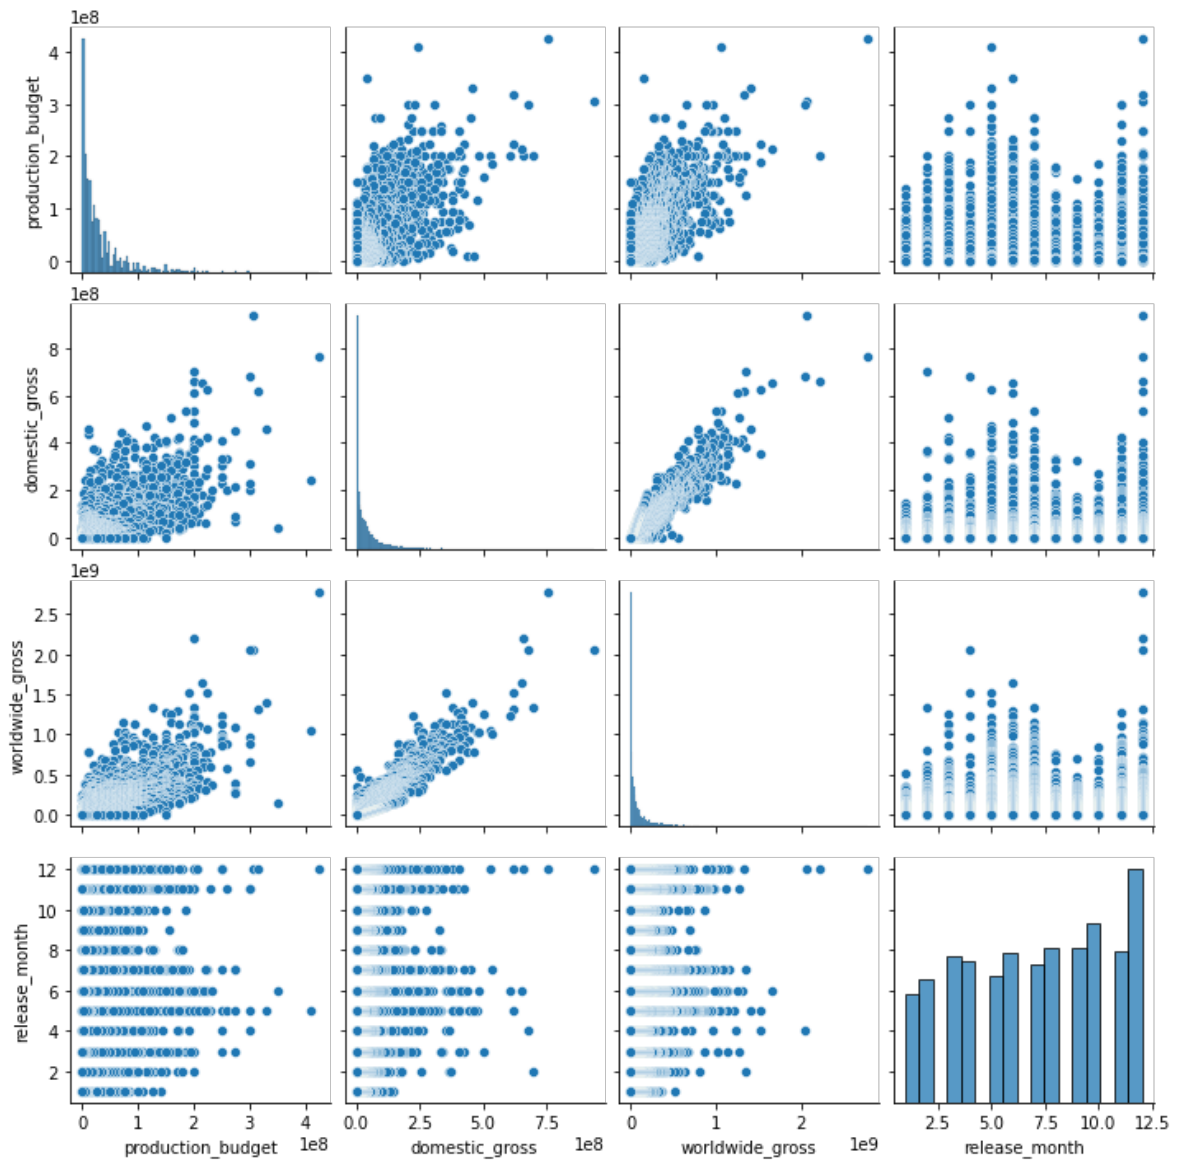 1e8
4
3
2
1
0
production_budget
1e8
8
6
4
2
0
domestic_gross
1e9
2.5
2.0
1.5
1.0
0.5
0.0
worldwide_gross
12
10
8
6
4
2
release_month
0 2 4 0.0 2.5 5.0 7.5 0 1 2 2.5 5.0 7.5 10.0 12.5
production_budget 1e8 domestic_gross 1e8 worldwide_gross 1e9 release_month